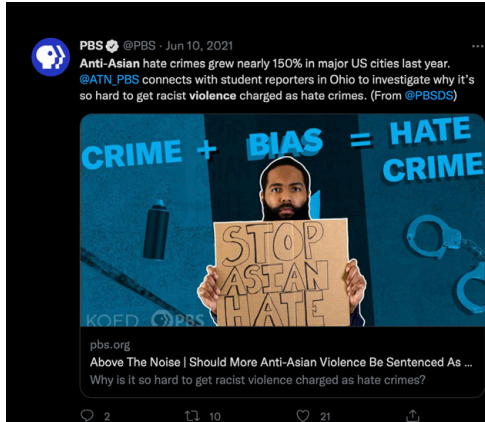 PBS @PBS · Jun 10, 2021 ...
Anti-Asian hate crimes grew nearly 150% in major US cities last year.
@ATN_PBS connects with student reporters in Ohio to investigate why it's
so hard to get racist violence charged as hate crimes. (From @PBSDS)
CRIME + BIAS = HATE
CRIME
STOP
ASIAN
HATE
KQED PBS
pbs.org
Above The Noise | Should More Anti-Asian Violence Be Sentenced As ...
Why is it so hard to get racist violence charged as hate crimes?
2 10 21